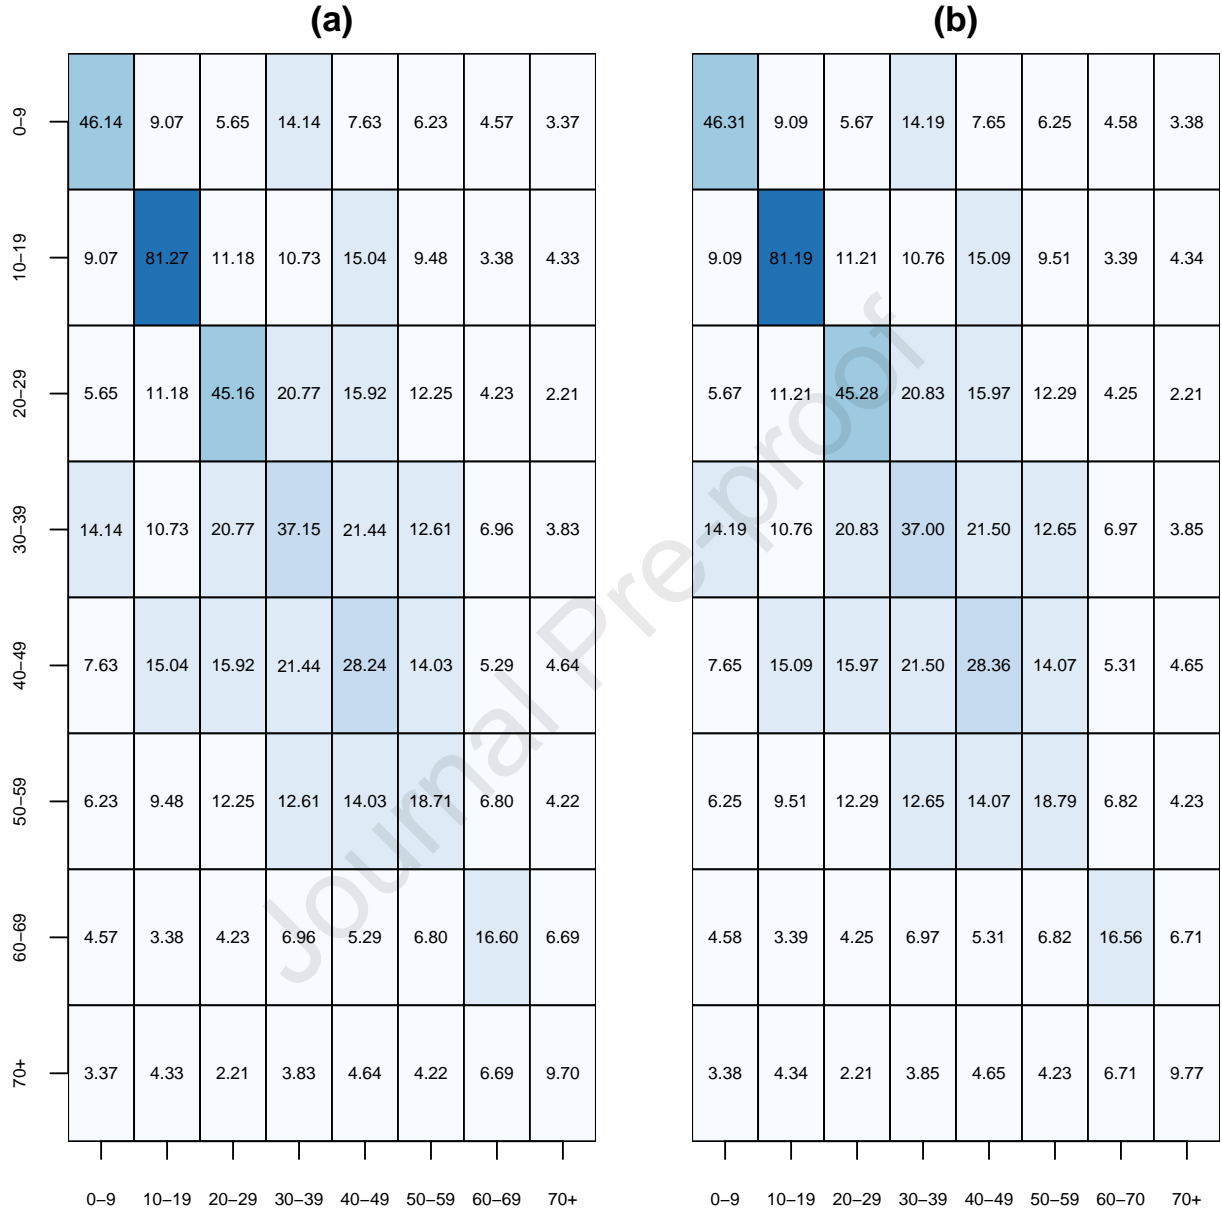 (a) (b)
0–9 46.14 9.07 5.65 14.14 7.63 6.23 4.57 3.37 46.31 9.09 5.67 14.19 7.65 6.25 4.58 3.38
10–19 9.07 81.27 11.18 10.73 15.04 9.48 3.38 4.33 9.09 81.19 11.21 10.76 15.09 9.51 3.39 4.34
20–29 5.65 11.18 45.16 20.77 15.92 12.25 4.23 2.21 5.67 11.21 45.28 20.83 15.97 12.29 4.25 2.21
30–39 14.14 10.73 20.77 37.15 21.44 12.61 6.96 3.83 14.19 10.76 20.83 37.00 21.50 12.65 6.97 3.85
40–49 7.63 15.04 15.92 21.44 28.24 14.03 5.29 4.64 7.65 15.09 15.97 21.50 28.36 14.07 5.31 4.65
50–59 6.23 9.48 12.25 12.61 14.03 18.71 6.80 4.22 6.25 9.51 12.29 12.65 14.07 18.79 6.82 4.23
60–69 4.57 3.38 4.23 6.96 5.29 6.80 16.60 6.69 4.58 3.39 4.25 6.97 5.31 6.82 16.56 6.71
70+ 3.37 4.33 2.21 3.83 4.64 4.22 6.69 9.70 3.38 4.34 2.21 3.85 4.65 4.23 6.71 9.77
0–9 10–19 20–29 30–39 40–49 50–59 60–69 70+ 0–9 10–19 20–29 30–39 40–49 50–59 60–70 70+
Journal Pre-proof